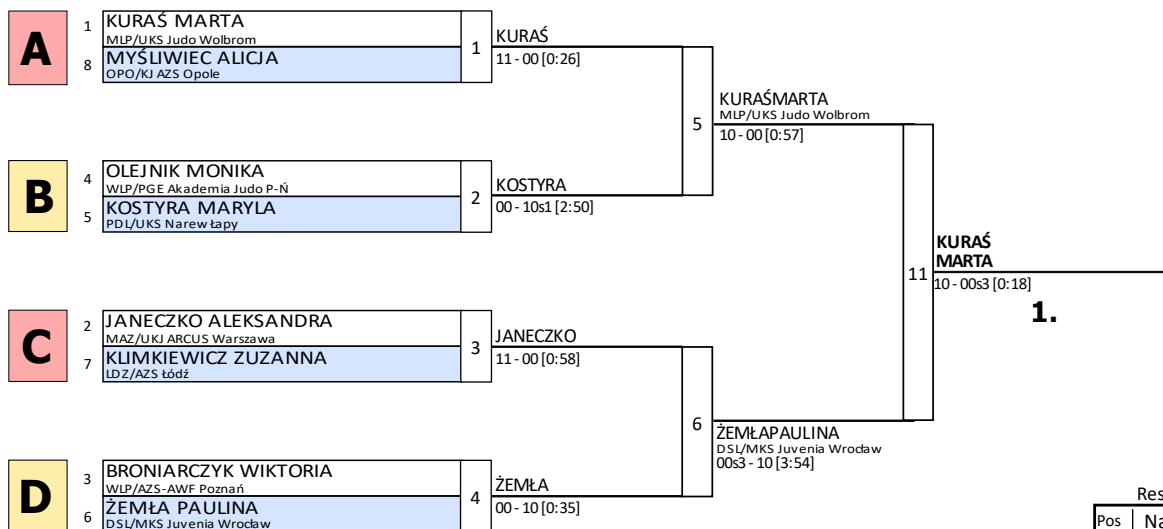 A
1 KURAŚ MARTA
MLP/UKS Judo Wolbrom
8 MYŚLIWIEC ALICJA
OPO/KJ AZS Opole
1
KURAŚ
11 - 00 [0:26]
5
KURAŚMARTA
MLP/UKS Judo Wolbrom
10 - 00 [0:57]
B
4 OLEJNIK MONIKA
WLP/PGE Akademia Judo P-Ń
5 KOSTYRA MARYLA
PDL/UKS Narew Łapy
2
KOSTYRA
00 - 10s1 [2:50]
11
KURAŚ
MARTA
10 - 00s3 [0:18]
1.
C
2 JANECZKO ALEKSANDRA
MAZ/UKJ ARCUS Warszawa
7 KLIMKIEWICZ ZUZANNA
LDZ/AZS Łódź
3
JANECZKO
11 - 00 [0:58]
6
ŻEMŁAPAULINA
DSL/MKS Juvenia Wrocław
00s3 - 10 [3:54]
D
3 BRONIARCZYK WIKTORIA
WLP/AZS-AWF Poznań
6 ŻEMŁA PAULINA
DSL/MKS Juvenia Wrocław
4
ŻEMŁA
00 - 10 [0:35]
Res
Pos Na